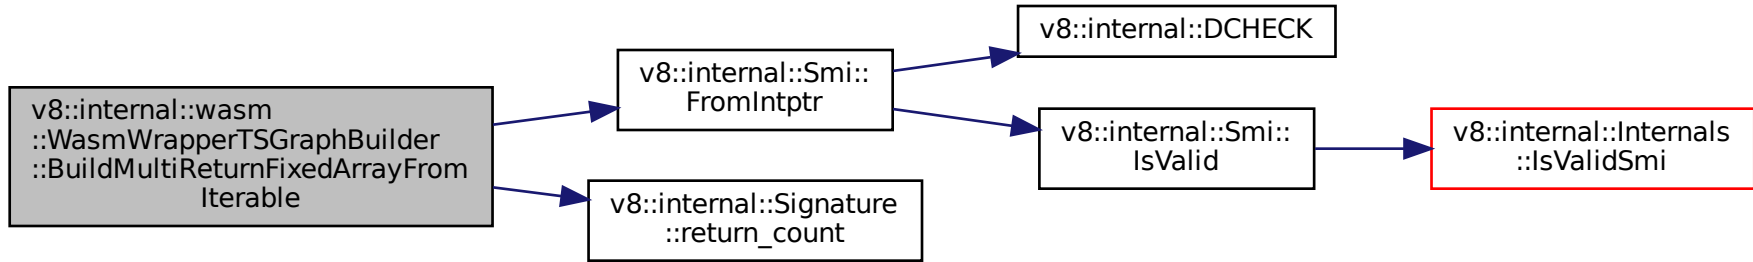 v8::internal::wasm
::WasmWrapperTSGraphBuilder
::BuildMultiReturnFixedArrayFrom
Iterable
v8::internal::Smi::
FromIntptr
v8::internal::DCHECK
v8::internal::Smi::
IsValid
v8::internal::Internals
::IsValidSmi
v8::internal::Signature
::return_count